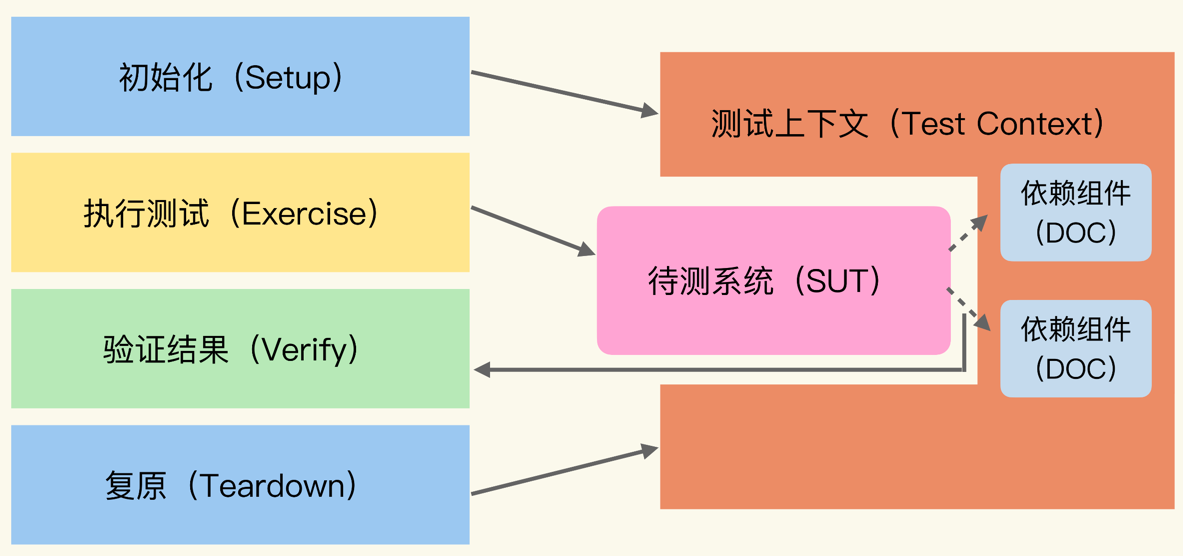 初始化（Setup）
测试上下文（Test Context）
执行测试（Exercise）
依赖组件
（DOC）
待测系统（SUT）
验证结果（Verify）
依赖组件
（DOC）
复原（Teardown）